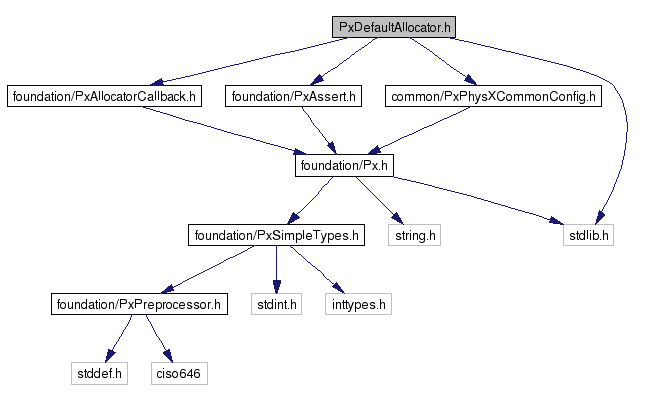 PxDefaultAllocator.h
foundation/PxAllocatorCallback.h
foundation/PxAssert.h
common/PxPhysXCommonConfig.h
foundation/Px.h
foundation/PxSimpleTypes.h
string.h
stdlib.h
foundation/PxPreprocessor.h
stdint.h
inttypes.h
stddef.h
ciso646